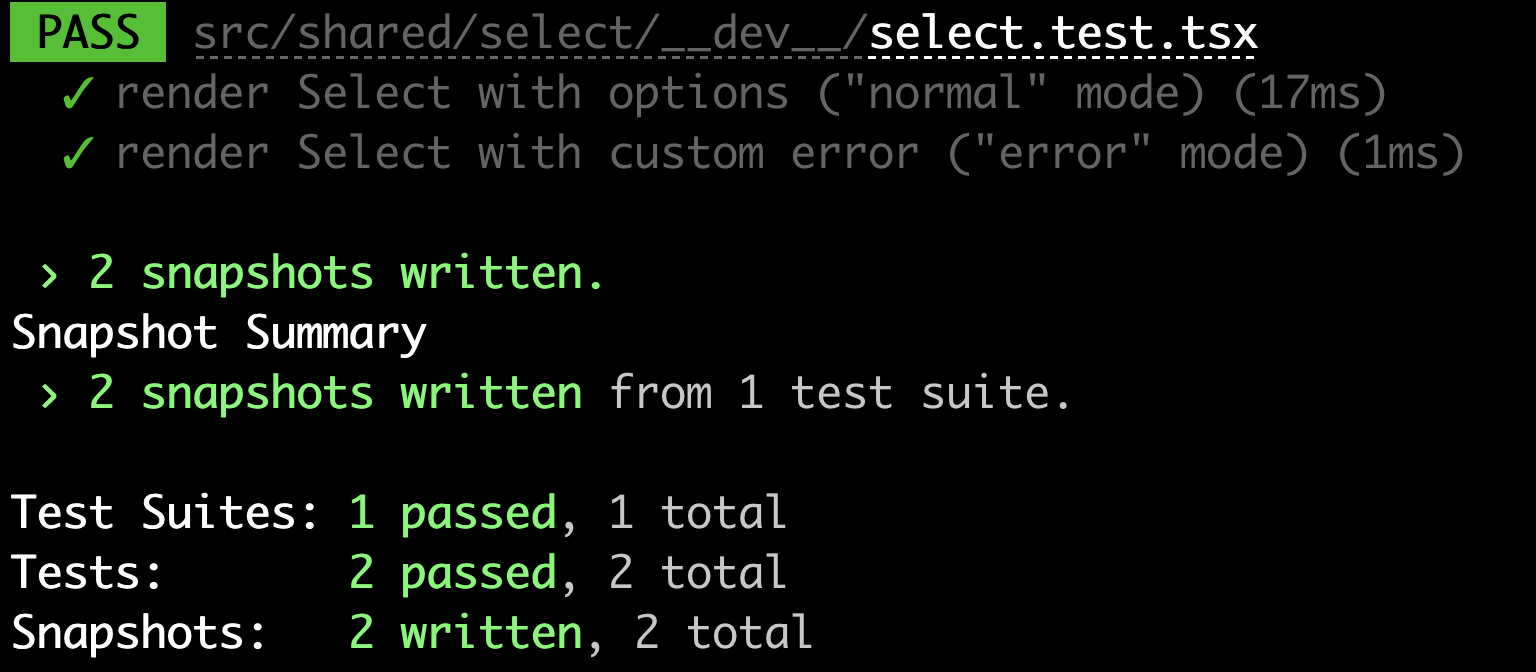 PASS src/shared/select/__dev__/select.test.tsx
✓ render Select with options ("normal" mode) (17ms)
✓ render Select with custom error ("error" mode) (1ms)
› 2 snapshots written.
Snapshot Summary
› 2 snapshots written from 1 test suite.
Test Suites: 1 passed, 1 total
Tests: 2 passed, 2 total
Snapshots: 2 written, 2 total